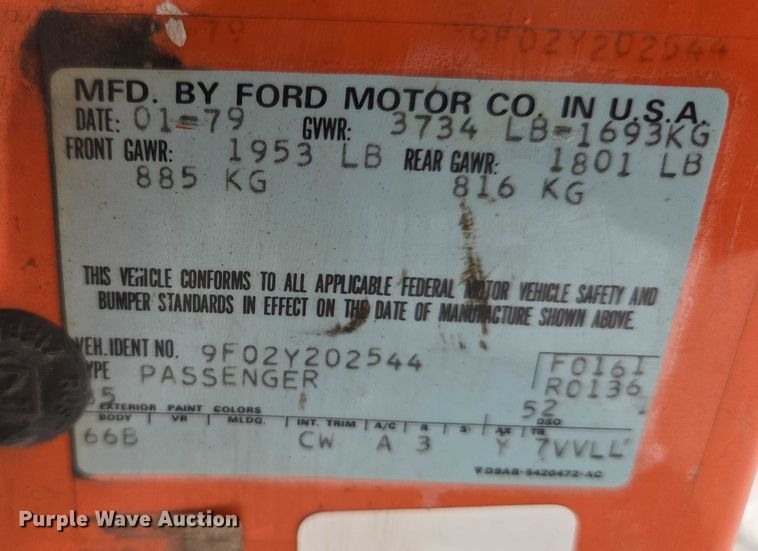 9F02Y202544
MFD. BY FORD MOTOR CO. IN U.S.A.
DATE: 01-79 GVWR: 3734 LB-1693KG
FRONT GAWR: 1953 LB REAR GAWR: 1801 LB
885 KG 816 KG
THIS VEHICLE CONFORMS TO ALL APPLICABLE FEDERAL MOTOR VEHICLE SAFETY AND
BUMPER STANDARDS IN EFFECT ON THE DATE OF MANUFACTURE SHOWN ABOVE.
VEH. IDENT NO. 9F02Y202544 F0161
TYPE PASSENGER R0136
85 52
EXTERIOR PAINT COLORS DSO
BODY VR MLDG. INT. TRIM A/C R S AX TR
66B CW A 3 Y 7VVLL
Purple Wave Auction